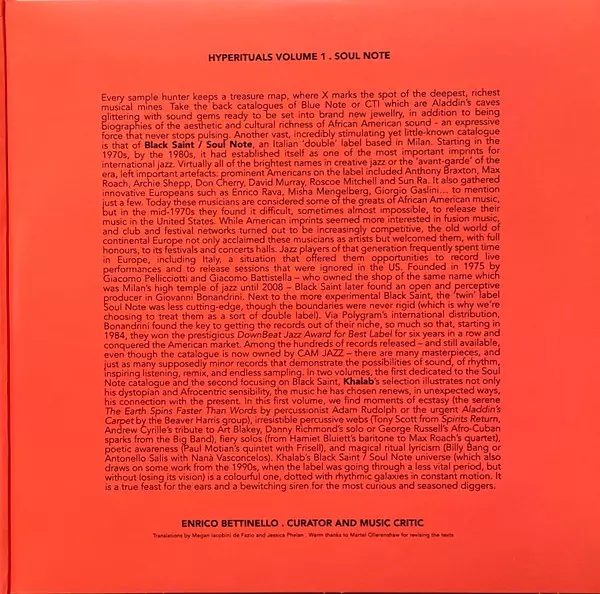 HYPERITUALS VOLUME 1 . SOUL NOTE
Every sample hunter keeps a treasure map, where X marks the spot of the deepest, richest
musical mines. Take the back catalogues of Blue Note or CTI which are Aladdin's caves
glittering with sound gems ready to be set into brand new jewellry, in addition to being
biographies of the aesthetic and cultural richness of African American sound - an expressive
force that never stops pulsing. Another vast, incredibly stimulating yet little-known catalogue
is that of Black Saint / Soul Note, an Italian 'double' label based in Milan. Starting in the
1970s, by the 1980s, it had established itself as one of the most important imprints for
international jazz. Virtually all of the brightest names in creative jazz or the 'avant-garde' of the
era, left important artefacts: prominent Americans on the label included Anthony Braxton, Max
Roach, Archie Shepp, Don Cherry, David Murray, Roscoe Mitchell and Sun Ra. It also gathered
innovative Europeans such as Enrico Rava, Misha Mengelberg, Giorgio Gaslini... to mention
just a few. Today these musicians are considered some of the greats of African American music,
but in the mid-1970s they found it difficult, sometimes almost impossible, to release their
music in the United States. While American imprints seemed more interested in fusion music,
and club and festival networks turned out to be increasingly competitive, the old world of
continental Europe not only acclaimed these musicians as artists but welcomed them, with full
honours, to its festivals and concerts halls. Jazz players of that generation frequently spent time
in Europe, including Italy, a situation that offered them opportunities to record live
performances and to release sessions that were ignored in the US. Founded in 1975 by
Giacomo Pelliciotti and Giacomo Battistella – who owned the shop of the same name which
was Milan's high temple of jazz until 2008 – Black Saint later found an open and perceptive
producer in Giovanni Bonandrini. Next to the more experimental Black Saint, the 'twin' label
Soul Note was less cutting-edge, though the boundaries were never rigid (which is why we're
choosing to treat them as a sort of double label). Via Polygram's international distribution,
Bonandrini found the key to getting the records out of their niche, so much so that, starting in
1984, they won the prestigious DownBeat Jazz Award for Best Label for six years in a row and
conquered the American market. Among the hundreds of records released – and still available,
even though the catalogue is now owned by CAM JAZZ – there are many masterpieces, and
just as many supposedly minor records that demonstrate the possibilities of sound, of rhythm,
inspiring listening, remix, and endless sampling. In two volumes, the first dedicated to the Soul
Note catalogue and the second focusing on Black Saint, Khalab's selection illustrates not only
his dystopian and Afrocentric sensibility, the music he has chosen renews, in unexpected ways,
his connection with the present. In this first volume, we find moments of ecstasy (the serene
The Earth Spins Faster Than Words by percussionist Adam Rudolph or the urgent Aladdin's
Carpet by the Beaver Harris group), irresistible percussive webs (Tony Scott from Spirits Return,
Andrew Cyrille's tribute to Art Blakey, Danny Richmond's solo or George Russell's Afro-Cuban
sparks from the Big Band), fiery solos (from Hamiet Bluiett's baritone to Max Roach's quartet),
poetic awareness (Paul Motian's quintet with Frisell), and magical ritual lyricism (Billy Bang or
Antonello Salis with Nanà Vasconcelos). Khalab's Black Saint / Soul Note universe (which also
draws on some work from the 1990s, when the label was going through a less vital period, but
without losing its vision) is a colourful one, dotted with rhythmic galaxies in constant motion. It
is a true feast for the ears and a bewitching siren for the most curious and seasoned diggers.
ENRICO BETTINELLO . CURATOR AND MUSIC CRITIC
Translations by Megan Iacobini de Fazio and Jessica Phelan . Warm thanks to Martel Ollerenshaw for revising the texts